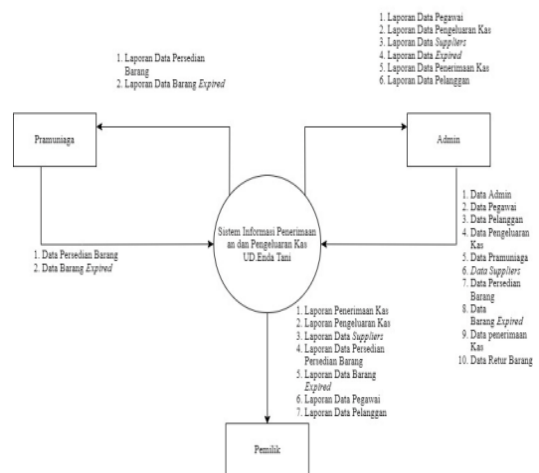 1. Laporan Data Pegawai
2. Laporan Data Pengeluaran Kas
3. Laporan Data Suppliers
4. Laporan Data Expired
5. Laporan Data Penerimaan Kas
6. Laporan Data Pelanggan
1. Laporan Data Persedian
Barang
2. Laporan Data Barang Expired
Pramuniaga
Admin
1. Data Persedian Barang
2. Data Barang Expired
Sistem Informasi Penerimaan
an dan Pengeluaran Kas
UD Enda Tani
1. Data Admin
2. Data Pegawai
3. Data Pelanggan
4. Data Pengeluaran
Kas
5. Data Pramuniaga
6. Data Suppliers
7. Data Persedian
Barang
8. Data
Barang Expired
9. Data penerimaan
Kas
10. Data Retur Barang
1. Laporan Penerimaan Kas
2. Laporan Pengeluaran Kas
3. Laporan Data Suppliers
4. Laporan Data Persedian
Persedian Barang
5. Laporan Data Barang
Expired
6. Laporan Data Pegawai
7. Laporan Data Pelanggan
Pemilik